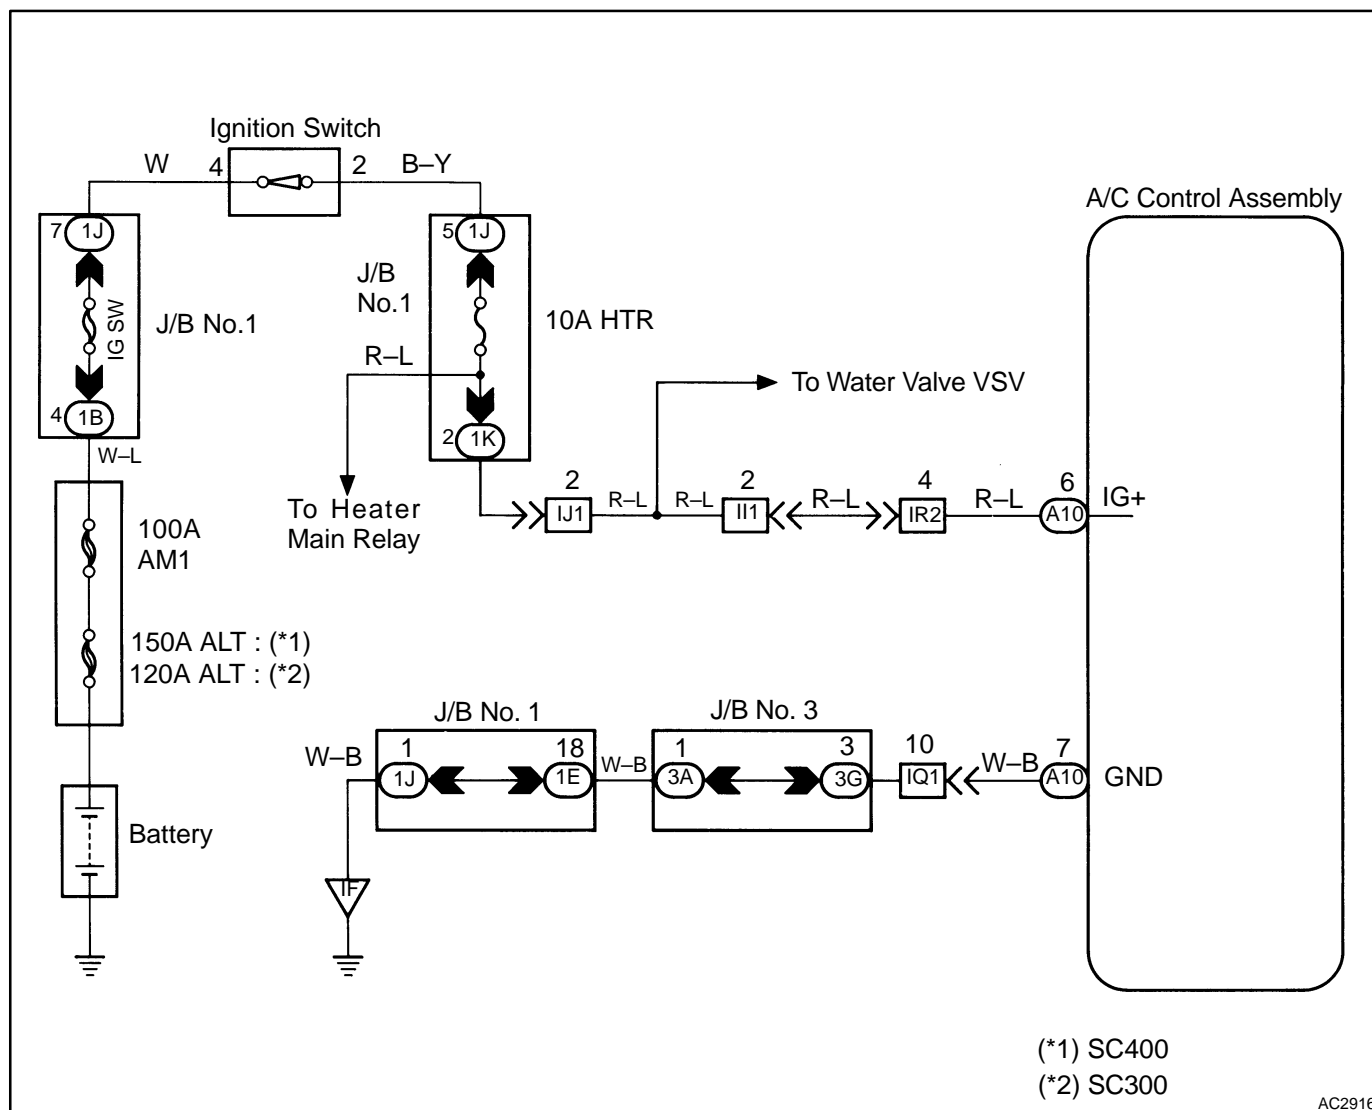 Ignition Switch
W 4 2 B–Y
A/C Control Assembly
7 1J
5 1J
J/B
No.1
IG SW
J/B No.1
10A HTR
R–L
To Water Valve VSV
4 1B
2 1K
W–L
2 2 4 6
IJ1 R–L R–L II1 R–L IR2 R–L A10 IG+
To Heater
Main Relay
100A
AM1
150A ALT : (*1)
120A ALT : (*2)
J/B No. 1
J/B No. 3
W–B 1 18 W–B 1 3 10 W–B 7
1J 1E 3A 3G IQ1 A10 GND
Battery
IF
(*1) SC400
(*2) SC300
AC2916